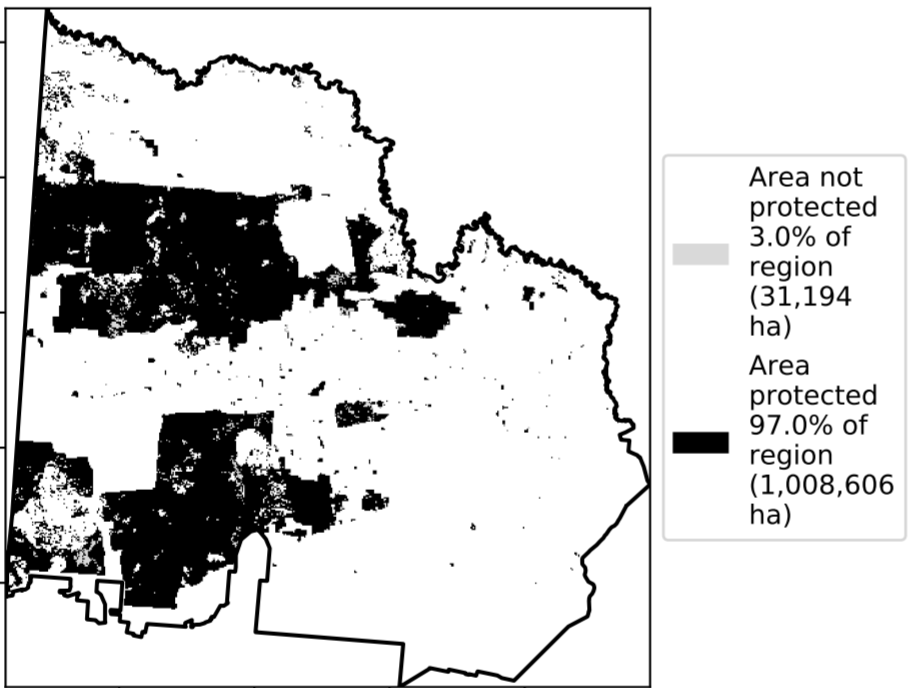 Area not
protected
3.0% of
region
(31,194
ha)
Area
protected
97.0% of
region
(1,008,606
ha)